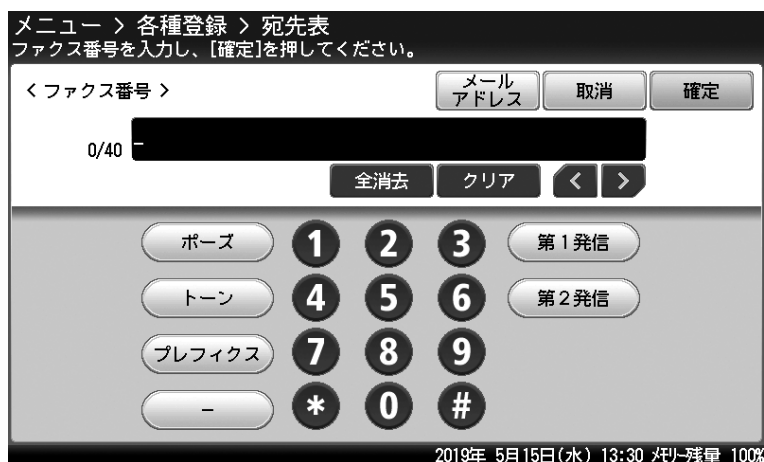 メニュー > 各種登録 > 宛先表
ファクス番号を入力し、[確定]を押してください。
<ファクス番号>
メール
アドレス
取消
確定
0/40 _
全消去
クリア
<
>
ポーズ
1
2
3
第1発信
トーン
4
5
6
第2発信
プレフィクス
7
8
9
-
*
0
#
2019年 5月15日(水) 13:30 メモリー残量 100%